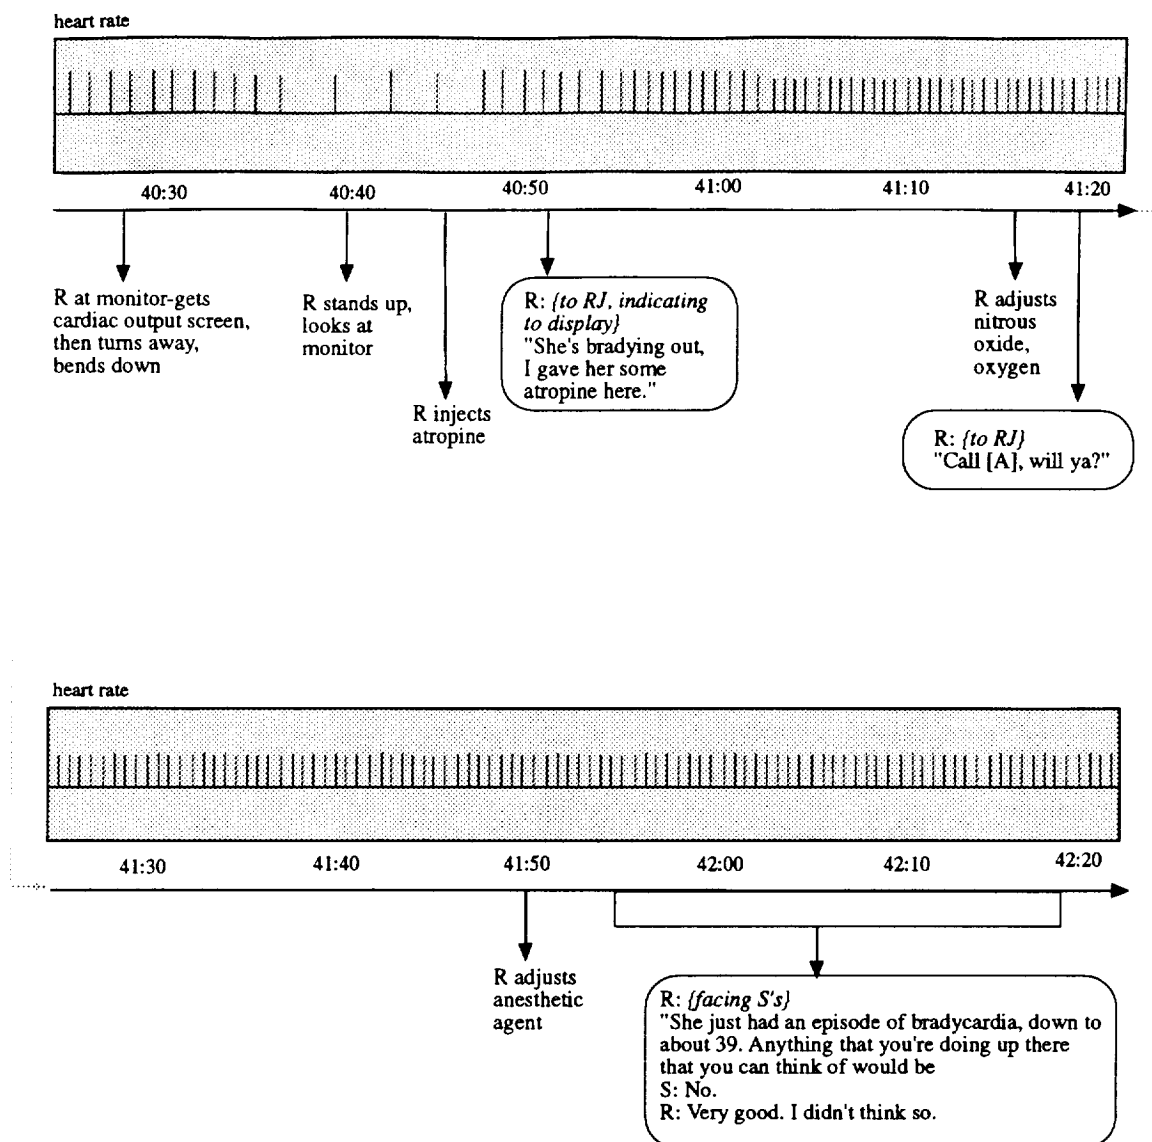 heart rate
40:30 40:40 40:50 41:00 41:10 41:20
R at monitor-gets
cardiac output screen,
then turns away,
bends down
R stands up,
looks at
monitor
R injects
atropine
R: {to RJ, indicating
to display}
"She's bradying out,
I gave her some
atropine here."
R adjusts
nitrous
oxide,
oxygen
R: {to RJ}
"Call [A], will ya?"
heart rate
41:30 41:40 41:50 42:00 42:10 42:20
R adjusts
anesthetic
agent
R: {facing S's}
"She just had an episode of bradycardia, down to
about 39. Anything that you're doing up there
that you can think of would be
S: No.
R: Very good. I didn't think so.